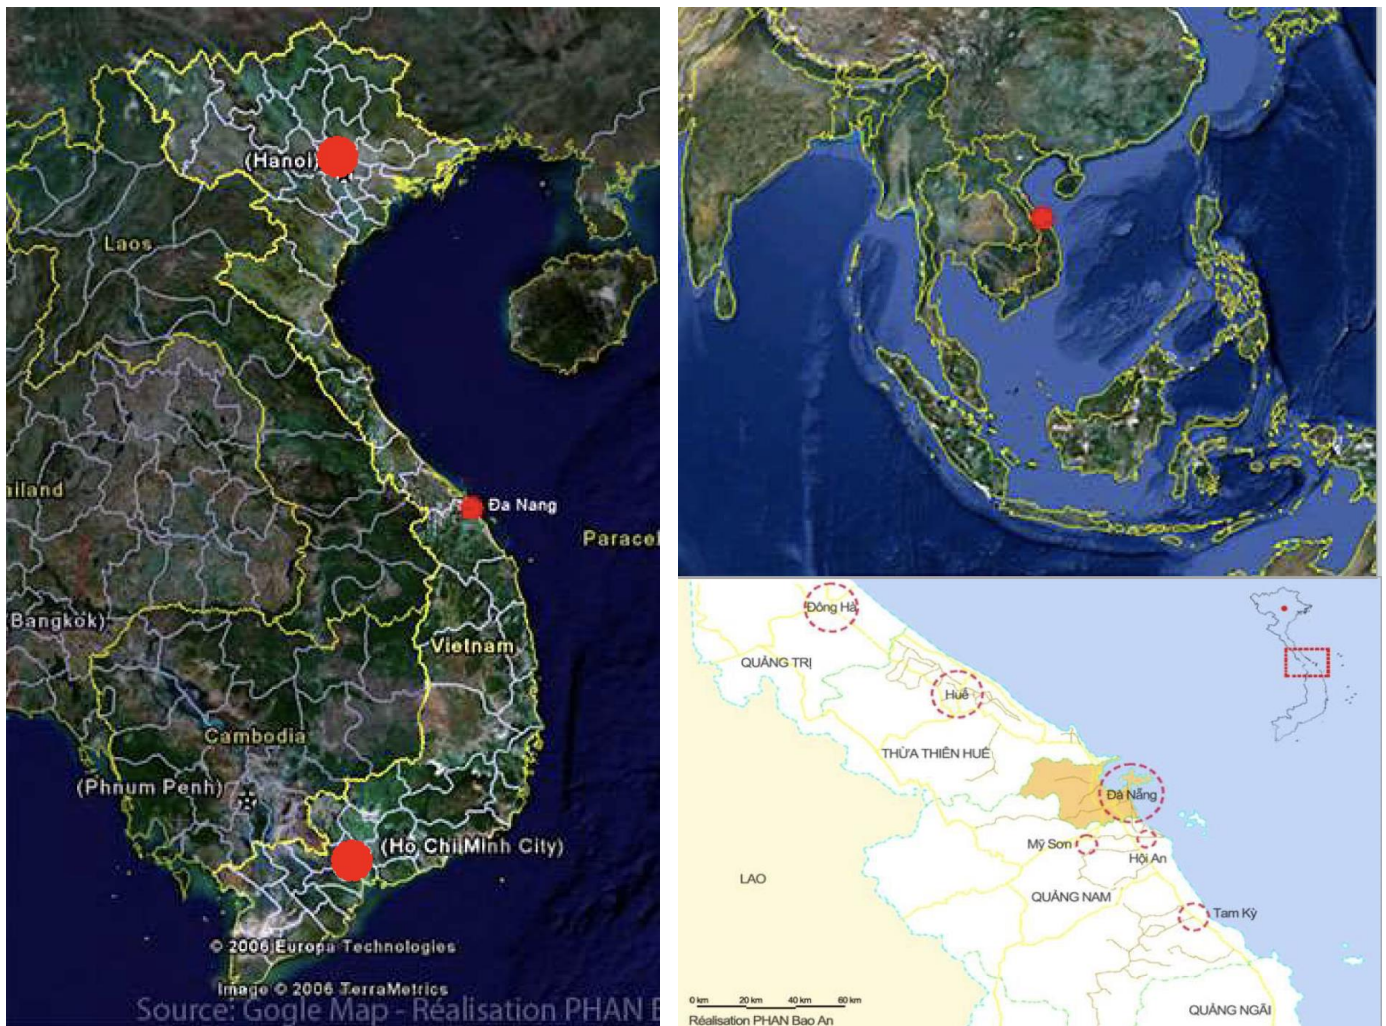 (Hanoi)
Laos
ailand
Đa Nang
Paracel
(Bangkok)
Vietnam
Cambodia
(Phnum Penh)
(Hồ Chí Minh City)
© 2006 Europa Technologies
Image © 2006 TerraMetrics
Source: Gogle Map - Réalisation PHAN B
Đông Hà
QUẢNG TRỊ
Huế
THỪA THIÊN HUẾ
Đà Nẵng
Mỹ Sơn
Hội An
LAO
QUẢNG NAM
Tam Kỳ
0 km 20 km 40 km 60 km
QUẢNG NGÃI
Réalisation PHAN Bao An